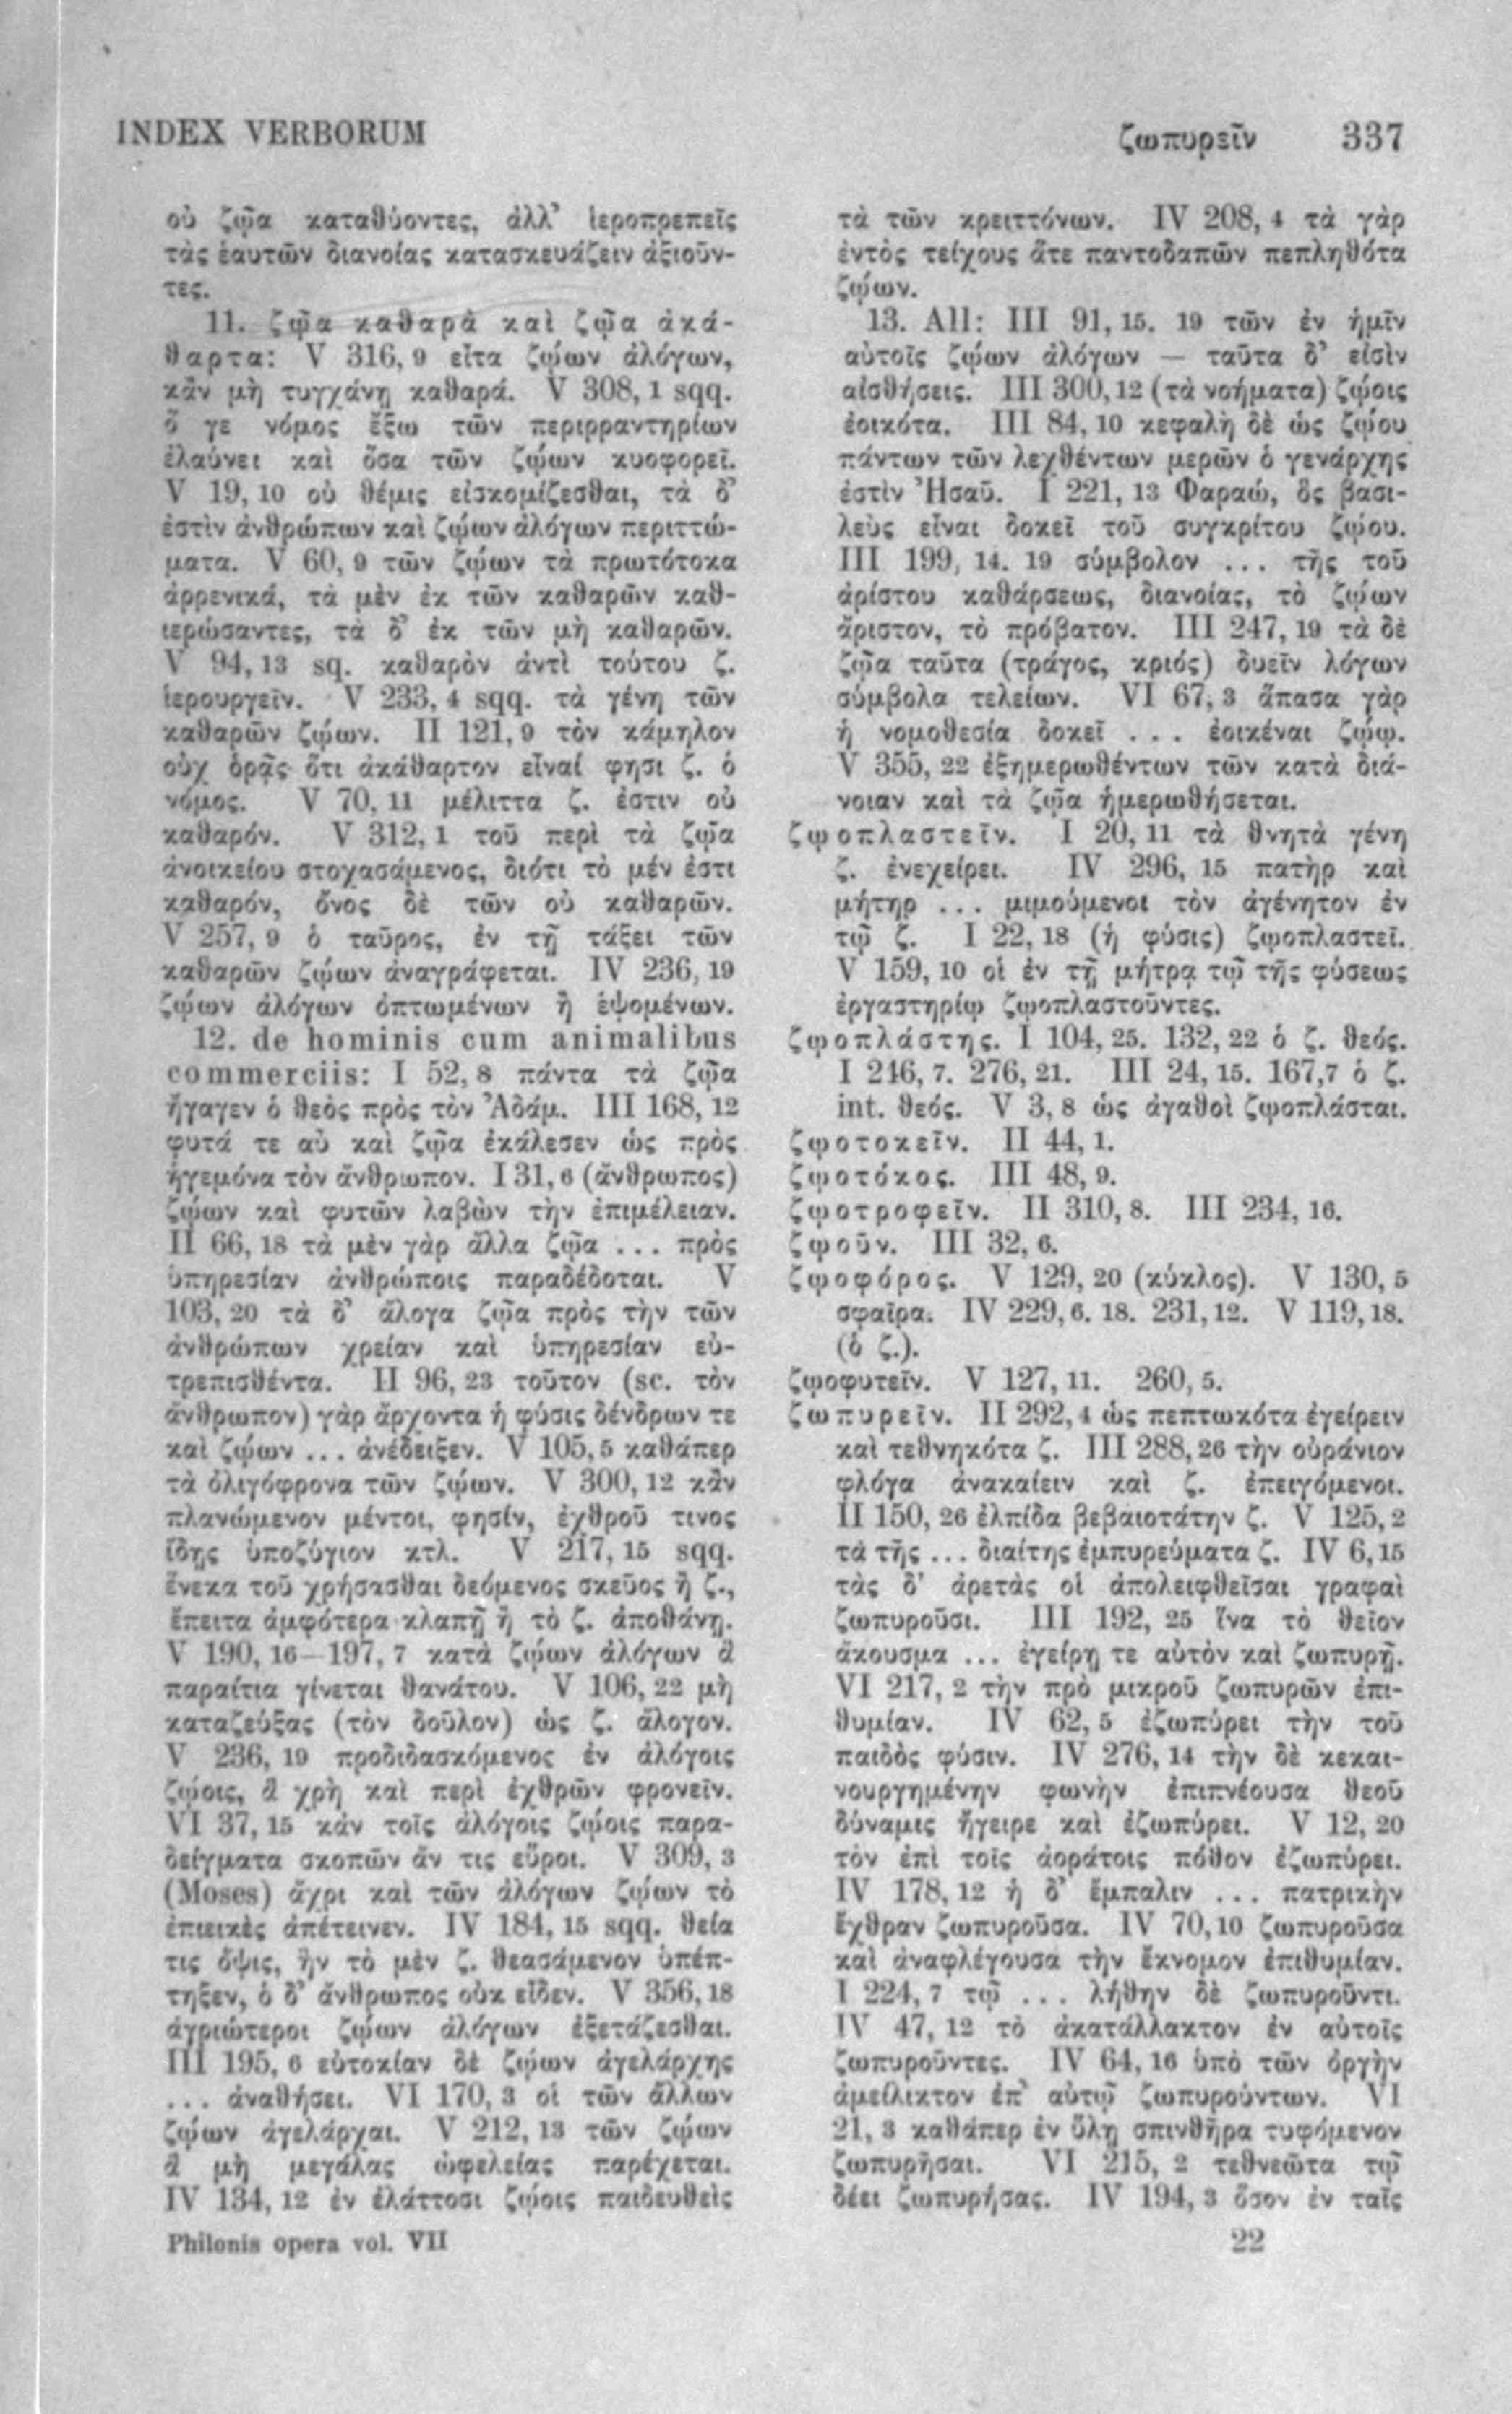 INDEX VERBORUM
ζωπυρεῖν 337
οὐ ζῷα καταθύοντες, ἀλλ' ἱεροπρεπεῖς
τὰς ἑαυτῶν διανοίας κατασκευάζειν ἀξιοῦν-
τες.
11. ζῷα καθαρὰ καὶ ζῷα ἀκά-
θαρτα: V 316, 9 εἶτα ζῴων ἀλόγων,
κἂν μὴ τυγχάνῃ καθαρά. V 308, 1 sqq.
ὅ γε νόμος ἔξω τῶν περιρραντηρίων
ἐλαύνει καὶ ὅσα τῶν ζῴων κυοφορεῖ.
V 19, 10 οὐ θέμις εἰσκομίζεσθαι, τὰ δ'
ἐστὶν ἀνθρώπων καὶ ζῴων ἀλόγων περιττώ-
ματα. V 60, 9 τῶν ζῴων τὰ πρωτότοκα
ἀρρενικά, τὰ μὲν ἐκ τῶν καθαρῶν καθ-
ιερώσαντες, τὰ δ' ἐκ τῶν μὴ καθαρῶν.
V 94, 13 sq. καθαρὸν ἀντὶ τούτου ζ.
ἱερουργεῖν. V 233, 4 sqq. τὰ γένη τῶν
καθαρῶν ζῴων. II 121, 9 τὸν κάμηλον
οὐχ ὁρᾷς ὅτι ἀκάθαρτον εἶναί φησι ζ. ὁ
νόμος. V 70, 11 μέλιττα ζ. ἐστιν οὐ
καθαρόν. V 312, 1 τοῦ περὶ τὰ ζῷα
ἀνοικείου στοχασάμενος, διότι τὸ μέν ἐστι
καθαρόν, ὄνος δὲ τῶν οὐ καθαρῶν.
V 257, 9 ὁ ταῦρος, ἐν τῇ τάξει τῶν
καθαρῶν ζῴων ἀναγράφεται. IV 236, 19
ζῴων ἀλόγων ὀπτωμένων ἢ ἑψομένων.
12. de hominis cum animalibus
commerciis: I 52, 8 πάντα τὰ ζῷα
ἤγαγεν ὁ θεὸς πρὸς τὸν Ἀδάμ. III 168, 12
φυτά τε αὖ καὶ ζῷα ἐκάλεσεν ὡς πρὸς
ἡγεμόνα τὸν ἄνθρωπον. I 31, 6 (ἄνθρωπος)
ζῴων καὶ φυτῶν λαβὼν τὴν ἐπιμέλειαν.
II 66, 18 τὰ μὲν γὰρ ἄλλα ζῷα ... πρὸς
ὑπηρεσίαν ἀνθρώποις παραδέδοται. V
103, 20 τὰ δ' ἄλογα ζῷα πρὸς τὴν τῶν
ἀνθρώπων χρείαν καὶ ὑπηρεσίαν εὐ-
τρεπισθέντα. II 96, 23 τοῦτον (sc. τὸν
ἄνθρωπον) γὰρ ἄρχοντα ἡ φύσις δένδρων τε
καὶ ζῴων ... ἀνέδειξεν. V 105, 5 καθάπερ
τὰ ὀλιγόφρονα τῶν ζῴων. V 300, 12 κἂν
πλανώμενον μέντοι, φησίν, ἐχθροῦ τινος
ἴδῃς ὑποζύγιον κτλ. V 217, 15 sqq.
ἕνεκα τοῦ χρήσασθαι δεόμενος σκεῦος ἢ ζ.,
ἔπειτα ἀμφότερα κλαπῇ ἢ τὸ ζ. ἀποθάνῃ.
V 190, 16—197, 7 κατὰ ζῴων ἀλόγων ἃ
παραίτια γίνεται θανάτου. V 106, 22 μὴ
καταζεύξας (τὸν δοῦλον) ὡς ζ. ἄλογον.
V 236, 19 προδιδασκόμενος ἐν ἀλόγοις
ζῴοις, ἃ χρὴ καὶ περὶ ἐχθρῶν φρονεῖν.
VI 37, 15 κἀν τοῖς ἀλόγοις ζῴοις παρα-
δείγματα σκοπῶν ἄν τις εὕροι. V 309, 3
(Moses) ἄχρι καὶ τῶν ἀλόγων ζῴων τὸ
ἐπιεικὲς ἀπέτεινεν. IV 184, 15 sqq. θεία
τις ὄψις, ἣν τὸ μὲν ζ. θεασάμενον ὑπέπ-
τηξεν, ὁ δ' ἄνθρωπος οὐκ εἶδεν. V 356, 18
ἀγριώτεροι ζῴων ἀλόγων ἐξετάζεσθαι.
III 195, 6 εὐτοκίαν δὲ ζῴων ἀγελάρχης
... ἀναθήσει. VI 170, 3 οἱ τῶν ἄλλων
ζῴων ἀγελάρχαι. V 212, 13 τῶν ζῴων
ἃ μὴ μεγάλας ὠφελείας παρέχεται.
IV 134, 12 ἐν ἐλάττοσι ζῴοις παιδευθεὶς
τὰ τῶν κρειττόνων. IV 208, 4 τὰ γὰρ
ἐντὸς τείχους ἅτε παντοδαπῶν πεπληθότα
ζῴων.
13. All: III 91, 15. 19 τῶν ἐν ἡμῖν
αὐτοῖς ζῴων ἀλόγων — ταῦτα δ' εἰσὶν
αἰσθήσεις. III 300, 12 (τὰ νοήματα) ζῴοις
ἐοικότα. III 84, 10 κεφαλὴ δὲ ὡς ζῴου
πάντων τῶν λεχθέντων μερῶν ὁ γενάρχης
ἐστὶν Ἠσαῦ. I 221, 13 Φαραώ, ὃς βασι-
λεὺς εἶναι δοκεῖ τοῦ συγκρίτου ζῴου.
III 199, 14. 19 σύμβολον ... τῆς τοῦ
ἀρίστου καθάρσεως, διανοίας, τὸ ζῴων
ἄριστον, τὸ πρόβατον. III 247, 19 τὰ δὲ
ζῷα ταῦτα (τράγος, κριός) δυεῖν λόγων
σύμβολα τελείων. VI 67, 3 ἅπασα γὰρ
ἡ νομοθεσία δοκεῖ ... ἐοικέναι ζῴῳ.
V 355, 22 ἐξημερωθέντων τῶν κατὰ διά-
νοιαν καὶ τὰ ζῷα ἡμερωθήσεται.
ζῳοπλαστεῖν. I 20, 11 τὰ θνητὰ γένη
ζ. ἐνεχείρει. IV 296, 15 πατὴρ καὶ
μήτηρ ... μιμούμενοι τὸν ἀγένητον ἐν
τῷ ζ. I 22, 18 (ἡ φύσις) ζῳοπλαστεῖ.
V 159, 10 οἱ ἐν τῇ μήτρᾳ τῷ τῆς φύσεως
ἐργαστηρίῳ ζῳοπλαστοῦντες.
ζῳοπλάστης. I 104, 25. 132, 22 ὁ ζ. θεός.
I 246, 7. 276, 21. III 24, 15. 167, 7 ὁ ζ.
int. θεός. V 3, 8 ὡς ἀγαθοὶ ζῳοπλάσται.
ζῳοτοκεῖν. II 44, 1.
ζῳοτόκος. III 48, 9.
ζῳοτροφεῖν. II 310, 8. III 234, 16.
ζῳοῦν. III 32, 6.
ζῳοφόρος. V 129, 20 (κύκλος). V 130, 5
σφαῖρα. IV 229, 6. 18. 231, 12. V 119, 18.
(ὁ ζ.).
ζῳοφυτεῖν. V 127, 11. 260, 5.
ζωπυρεῖν. II 292, 4 ὡς πεπτωκότα ἐγείρειν
καὶ τεθνηκότα ζ. III 288, 26 τὴν οὐράνιον
φλόγα ἀνακαίειν καὶ ζ. ἐπειγόμενοι.
II 150, 26 ἐλπίδα βεβαιοτάτην ζ. V 125, 2
τὰ τῆς ... διαίτης ἐμπυρεύματα ζ. IV 6, 15
τὰς δ' ἀρετὰς οἱ ἀπολειφθεῖσαι γραφαὶ
ζωπυροῦσι. III 192, 25 ἵνα τὸ θεῖον
ἄκουσμα ... ἐγείρῃ τε αὐτὸν καὶ ζωπυρῇ.
VI 217, 2 τὴν πρὸ μικροῦ ζωπυρῶν ἐπι-
θυμίαν. IV 62, 5 ἐζωπύρει τὴν τοῦ
παιδὸς φύσιν. IV 276, 14 τὴν δὲ κεκαι-
νουργημένην φωνὴν ἐπιπνέουσα θεοῦ
δύναμις ἤγειρε καὶ ἐζωπύρει. V 12, 20
τὸν ἐπὶ τοῖς ἀοράτοις πόθον ἐζωπύρει.
IV 178, 12 ἡ δ' ἔμπαλιν ... πατρικὴν
ἔχθραν ζωπυροῦσα. IV 70, 10 ζωπυροῦσα
καὶ ἀναφλέγουσα τὴν ἔκνομον ἐπιθυμίαν.
I 224, 7 τῷ ... λήθην δὲ ζωπυροῦντι.
IV 47, 12 τὸ ἀκατάλλακτον ἐν αὑτοῖς
ζωπυροῦντες. IV 64, 16 ὑπὸ τῶν ὀργὴν
ἀμείλικτον ἐπ' αὐτῷ ζωπυρούντων. VI
21, 3 καθάπερ ἐν ὕλῃ σπινθῆρα τυφόμενον
ζωπυρῆσαι. VI 215, 2 τεθνεῶτα τῷ
δέει ζωπυρήσας. IV 194, 3 ὅσον ἐν ταῖς
Philonis opera vol. VII
22